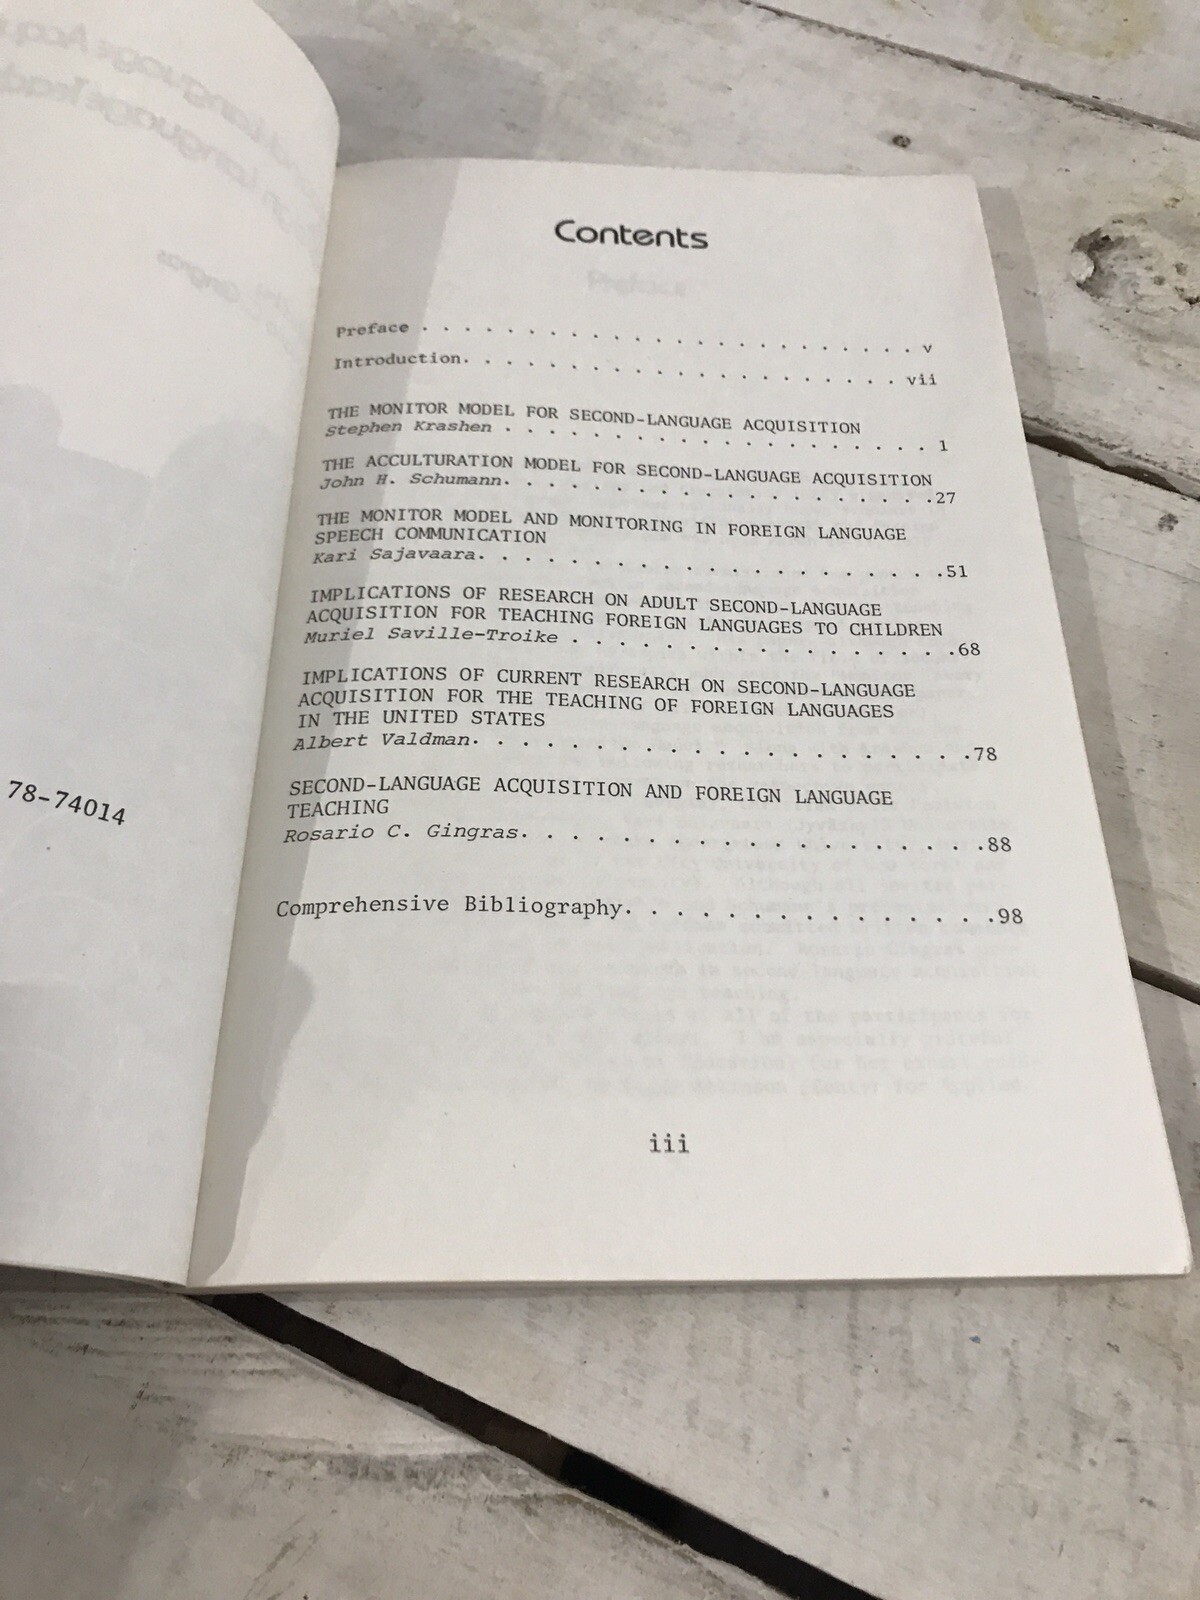 78-74014
Contents
Preface . . . . . . . . . . . . . . . . . . . . v
Introduction. . . . . . . . . . . . . . . . . . vii
THE MONITOR MODEL FOR SECOND-LANGUAGE ACQUISITION
Stephen Krashen . . . . . . . . . . . . . . . . . . 1
THE ACCULTURATION MODEL FOR SECOND-LANGUAGE ACQUISITION
John H. Schumann. . . . . . . . . . . . . . . . . . .27
THE MONITOR MODEL AND MONITORING IN FOREIGN LANGUAGE
SPEECH COMMUNICATION
Kari Sajavaara. . . . . . . . . . . . . . . . . . . .51
IMPLICATIONS OF RESEARCH ON ADULT SECOND-LANGUAGE
ACQUISITION FOR TEACHING FOREIGN LANGUAGES TO CHILDREN
Muriel Saville-Troike . . . . . . . . . . . . . . . .68
IMPLICATIONS OF CURRENT RESEARCH ON SECOND-LANGUAGE
ACQUISITION FOR THE TEACHING OF FOREIGN LANGUAGES
IN THE UNITED STATES
Albert Valdman. . . . . . . . . . . . . . . . . . . .78
SECOND-LANGUAGE ACQUISITION AND FOREIGN LANGUAGE
TEACHING
Rosario C. Gingras. . . . . . . . . . . . . . . . . .88
Comprehensive Bibliography. . . . . . . . . . . . . .98
iii